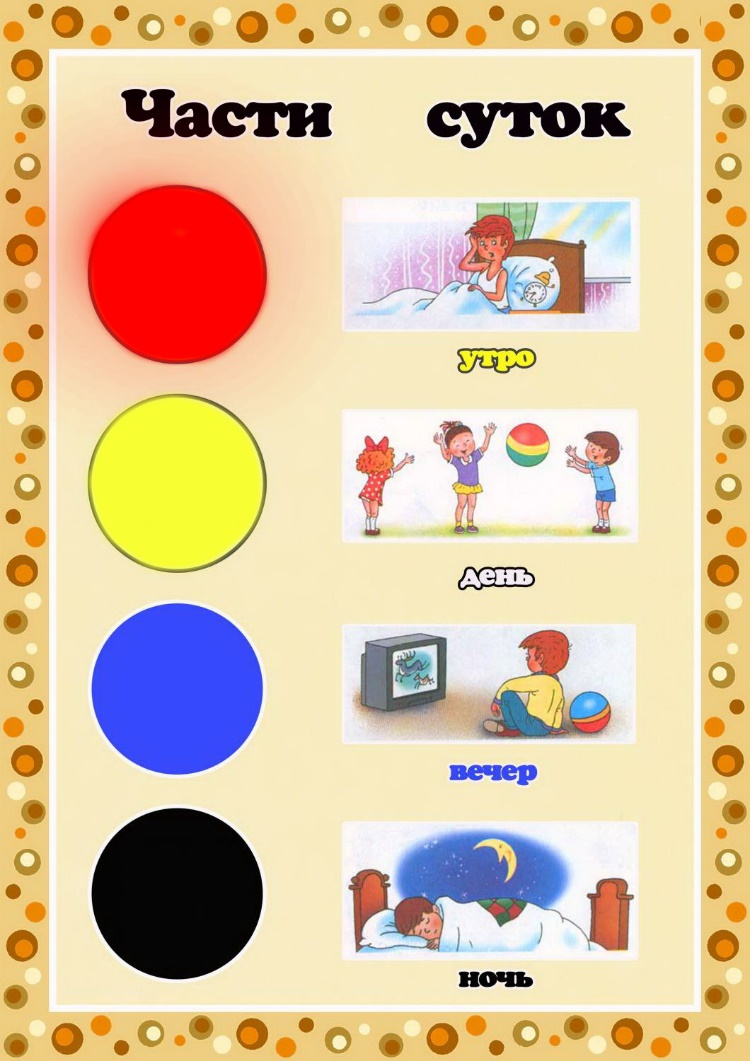 Части суток
утро
день
вечер
ночь